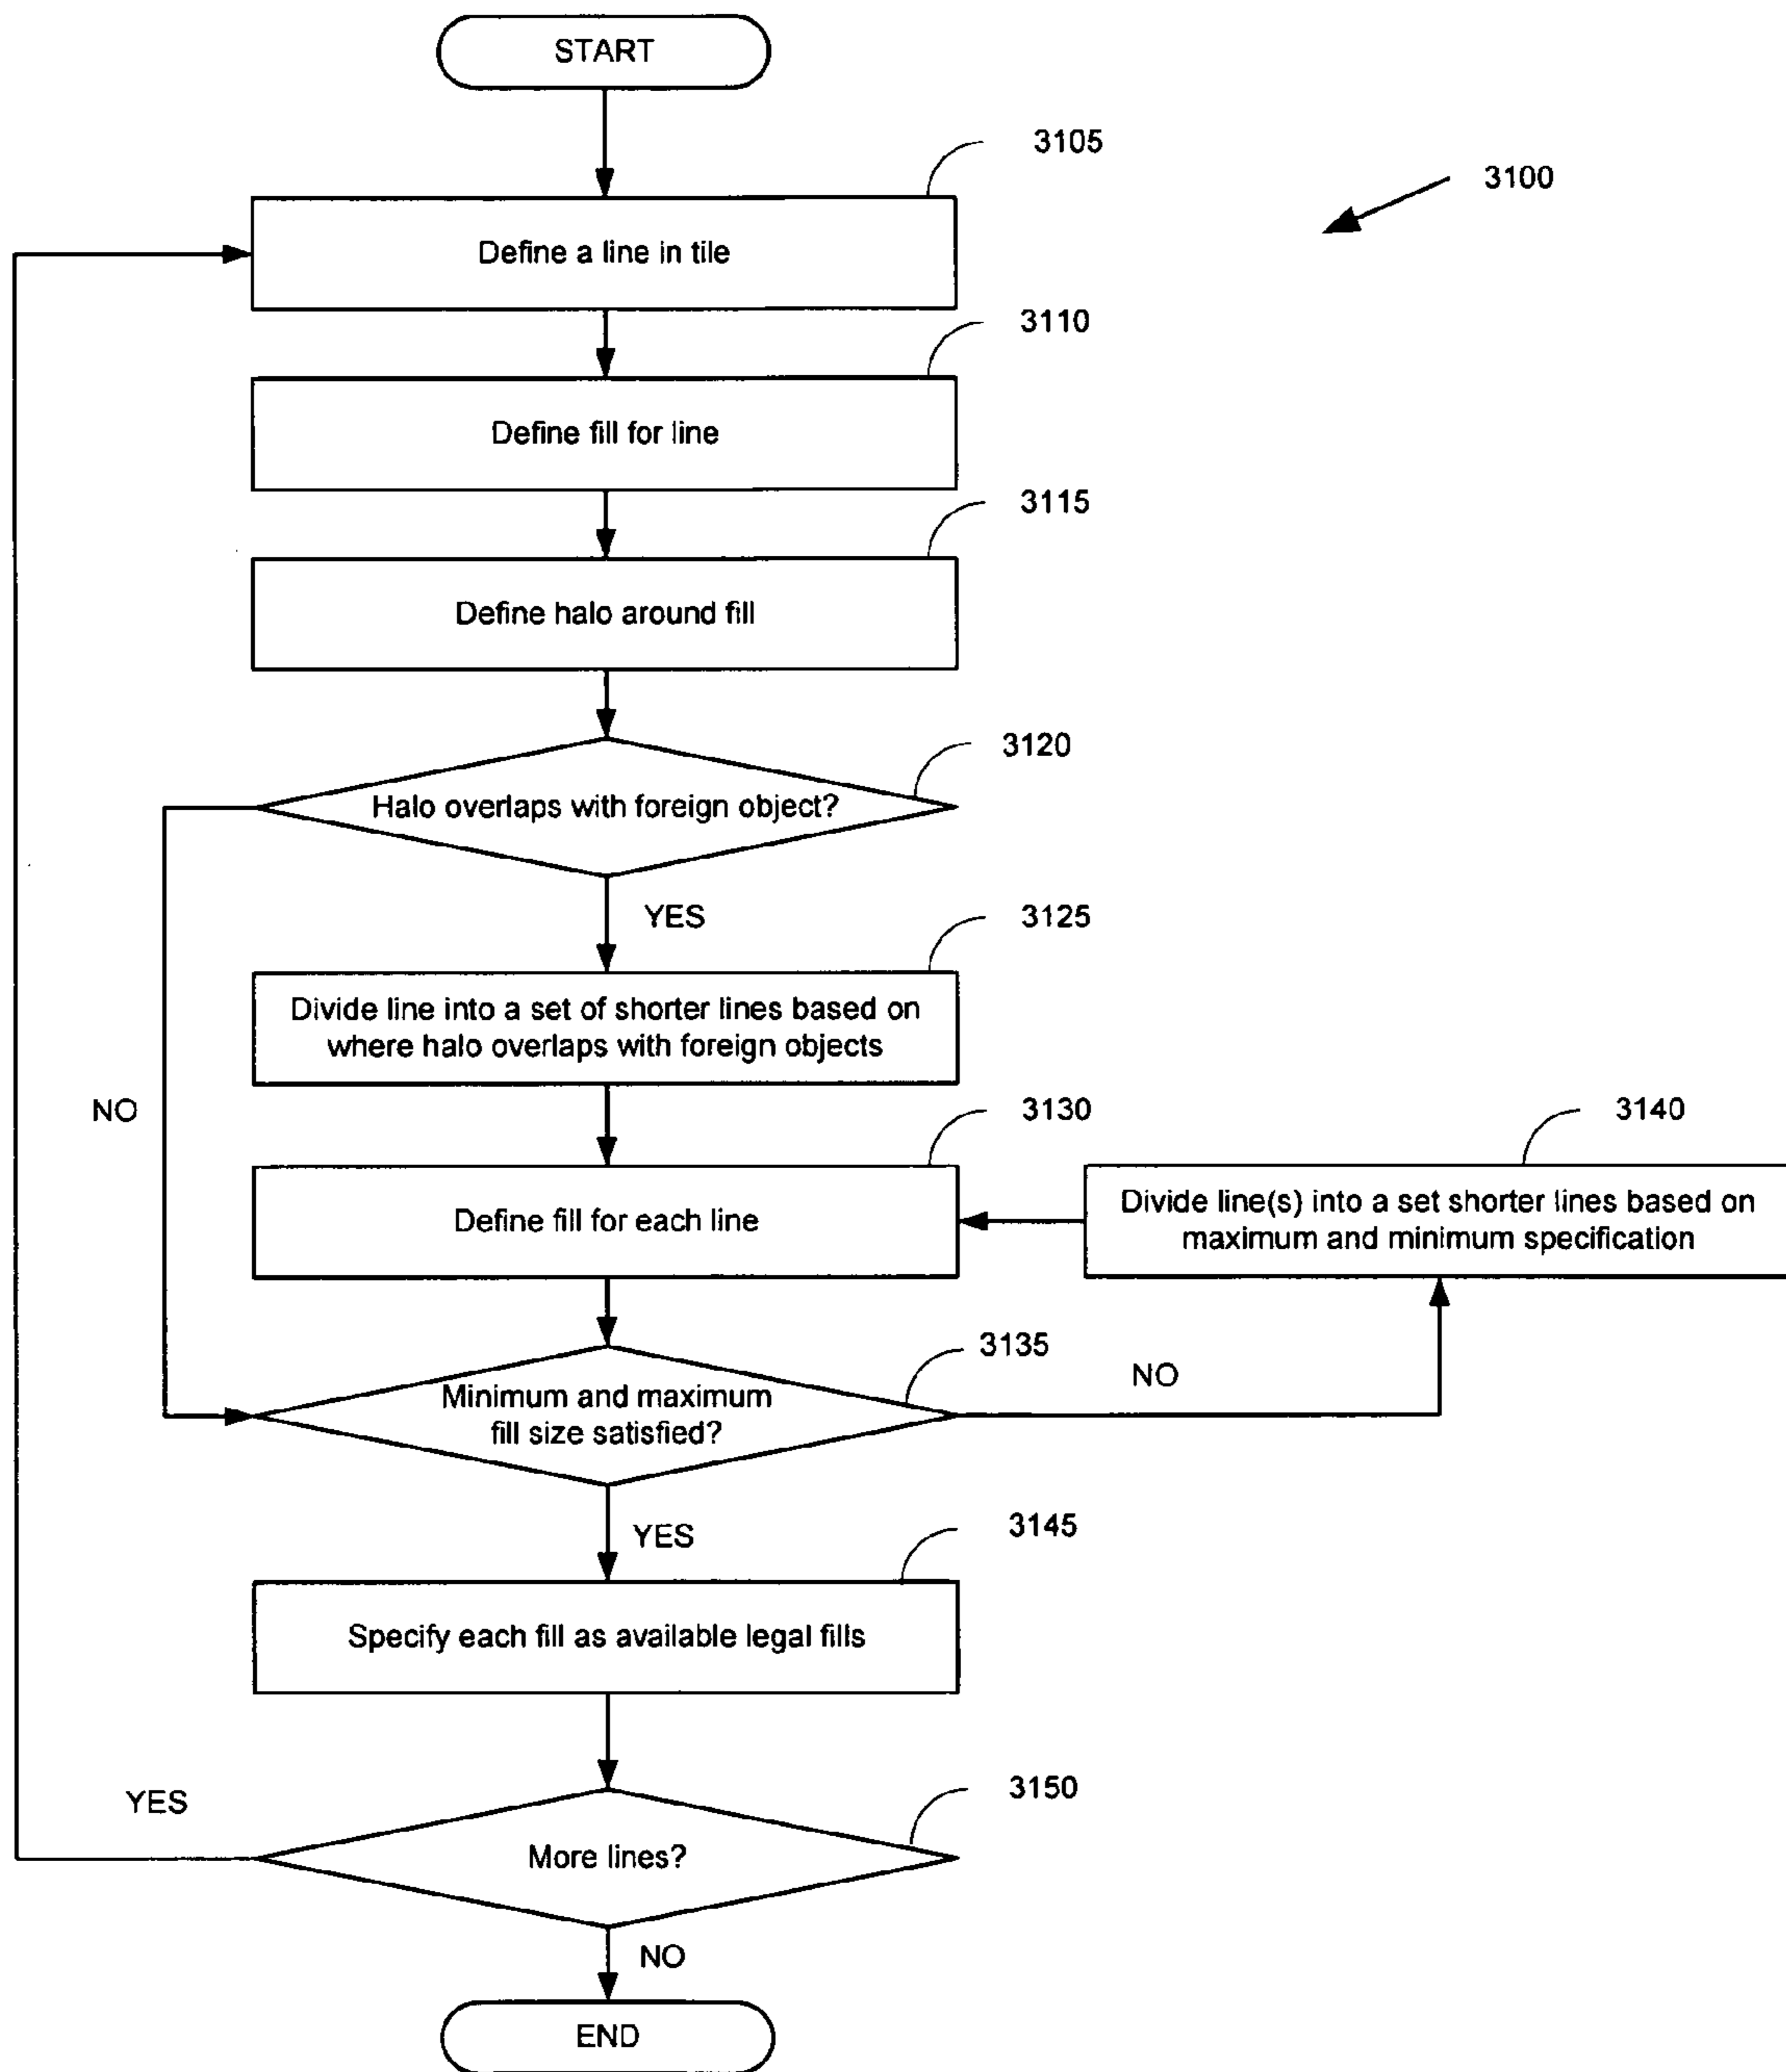 START
3105
3100
Define a line in tile
3110
Define fill for line
3115
Define halo around fill
3120
Halo overlaps with foreign object?
YES
3125
Divide line into a set of shorter lines based on
where halo overlaps with foreign objects
NO
3130
3140
Define fill for each line
Divide line(s) into a set shorter lines based on
maximum and minimum specification
3135
NO
Minimum and maximum
fill size satisfied?
YES
3145
Specify each fill as available legal fills
YES
3150
More lines?
NO
END